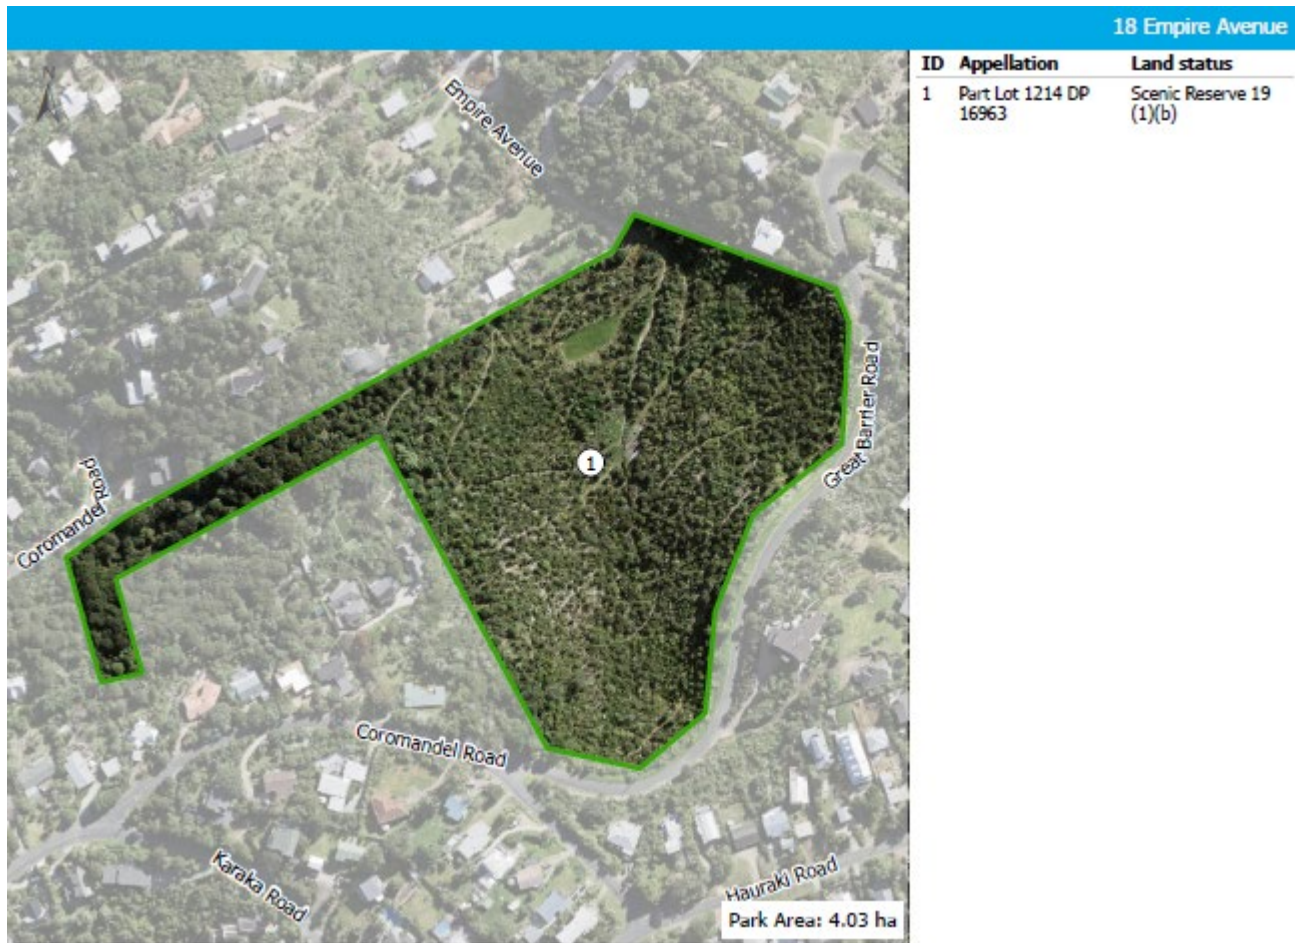 18 Empire Avenue
ID Appellation Land status
1 Part Lot 1214 DP Scenic Reserve 19
16963 (1)(b)
N
Empire Avenue
Great Barrier Road
1
Coromandel Road
Coromandel Road
Karaka Road
Hauraki Road
Park Area: 4.03 ha